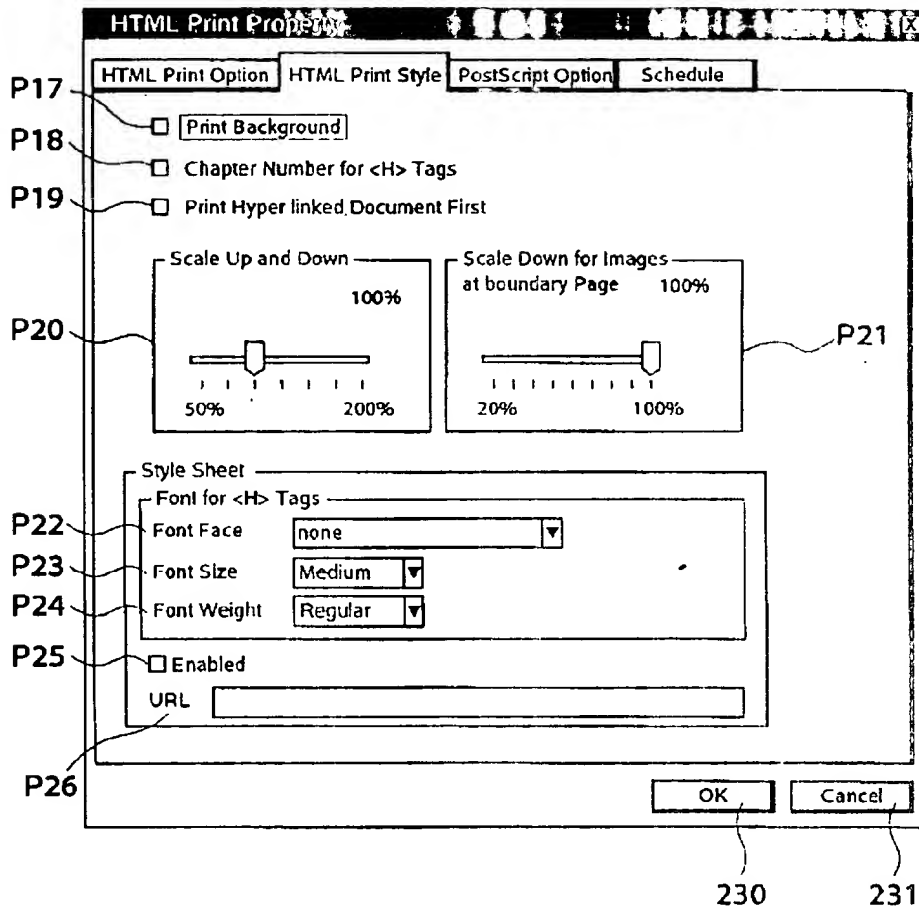 HTML Print Property
HTML Print Option HTML Print Style PostScript Option Schedule
P17 Print Background
P18 Chapter Number for <H> Tags
P19 Print Hyper linked Document First
Scale Up and Down
100%
P20
50% 200%
Scale Down for Images
at boundary Page 100%
P21
20% 100%
Style Sheet
Font for <H> Tags
P22 Font Face none
P23 Font Size Medium
P24 Font Weight Regular
P25 Enabled
URL
P26
OK Cancel
230 231